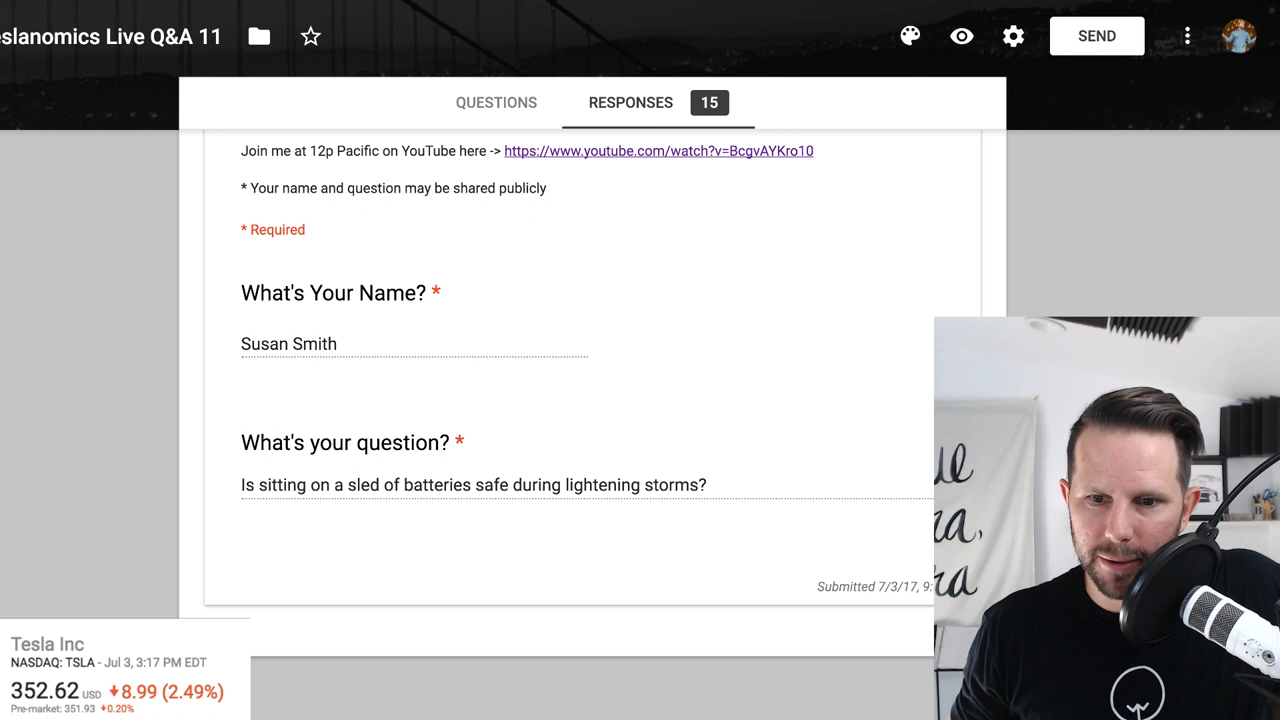 eslanomics Live Q&A 11
SEND
QUESTIONS
RESPONSES
15
Join me at 12p Pacific on YouTube here -> https://www.youtube.com/watch?v=BcgvAYKro10
* Your name and question may be shared publicly
* Required
What's Your Name? *
Susan Smith
What's your question? *
Is sitting on a sled of batteries safe during lightening storms?
Submitted 7/3/17, 9:
Tesla Inc
NASDAQ: TSLA - Jul 3, 3:17 PM EDT
352.62 USD 8.99 (2.49%)
Pre-market: 351.93 0.20%